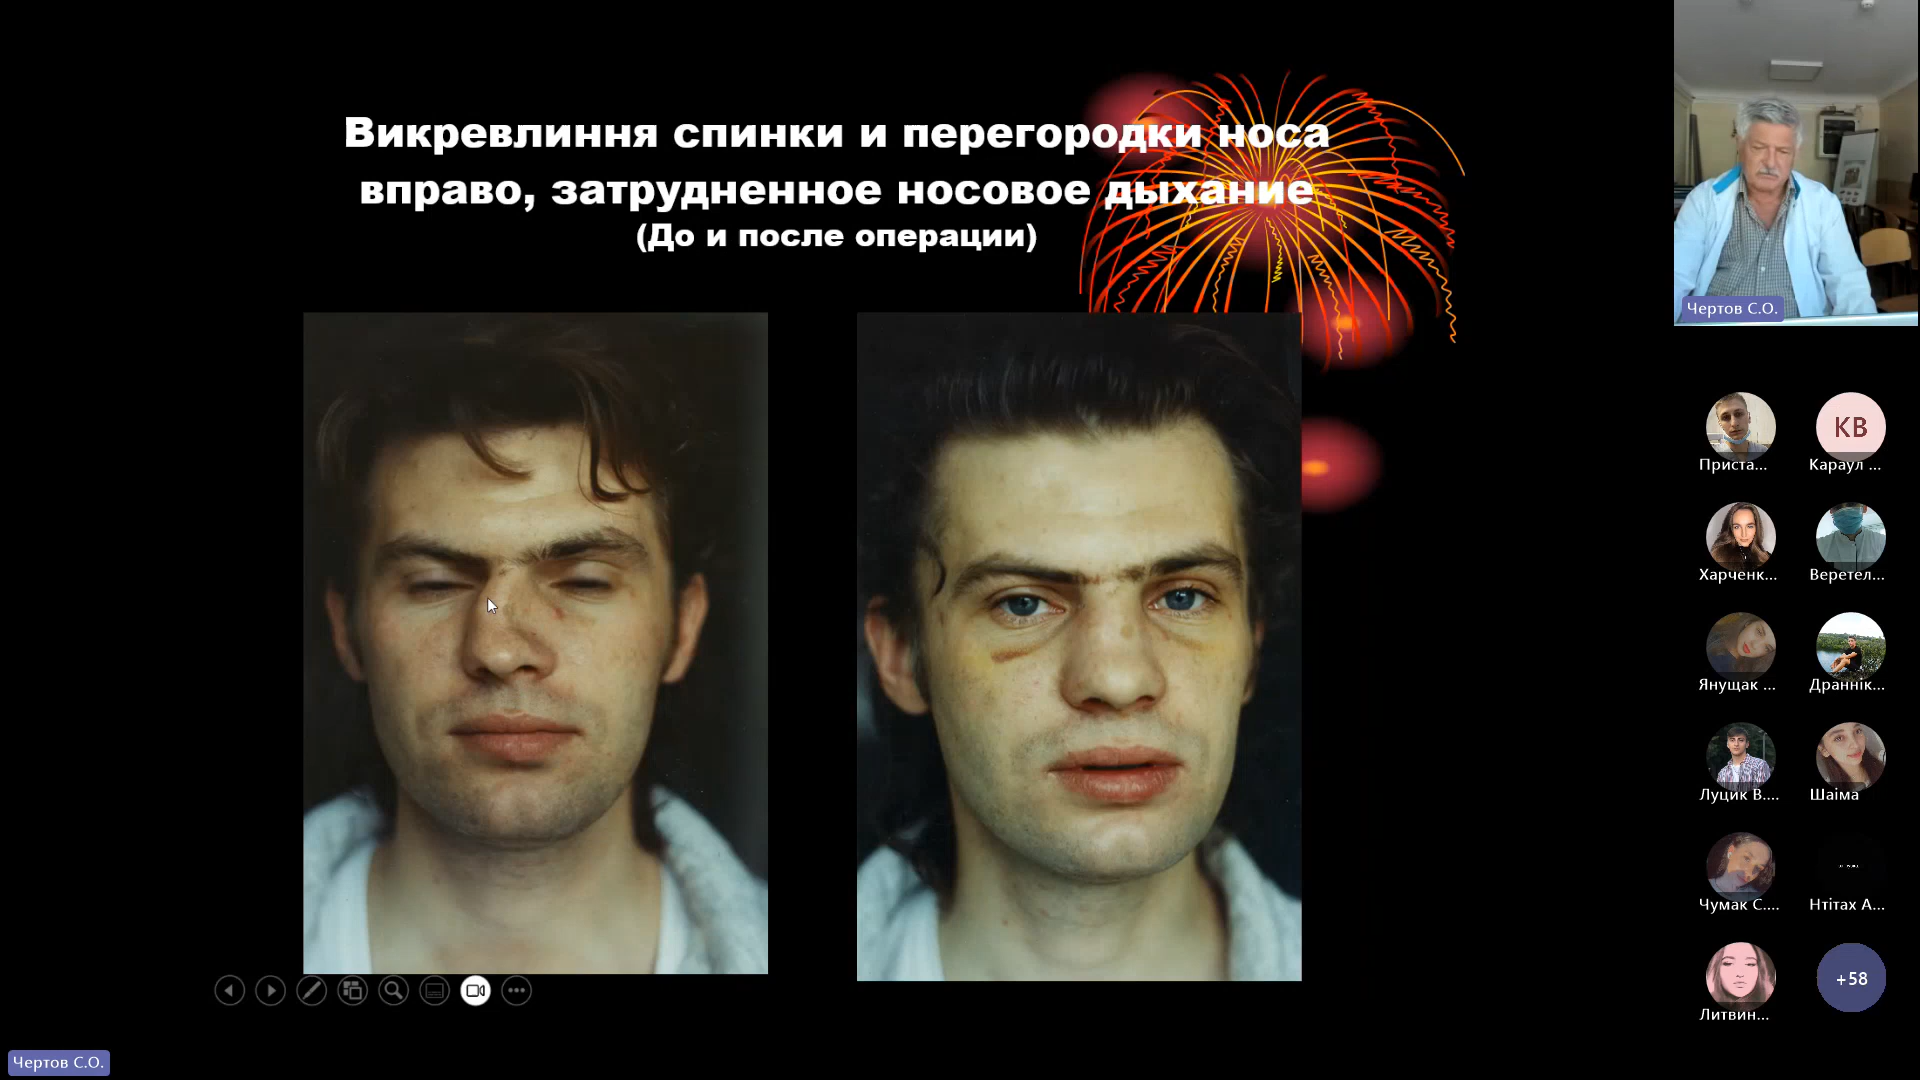 Викревлиння спинки и перегородки носа
вправо, затрудненное носовое дыхание
(До и после операции)
Чертов С.О.
Приста...
КВ
Караул ...
Харченк...
Веретел...
Янущак ...
Драннік...
Луцик В....
Шаіма
Чумак С....
Нтітах А...
Литвин...
+58
Чертов С.О.